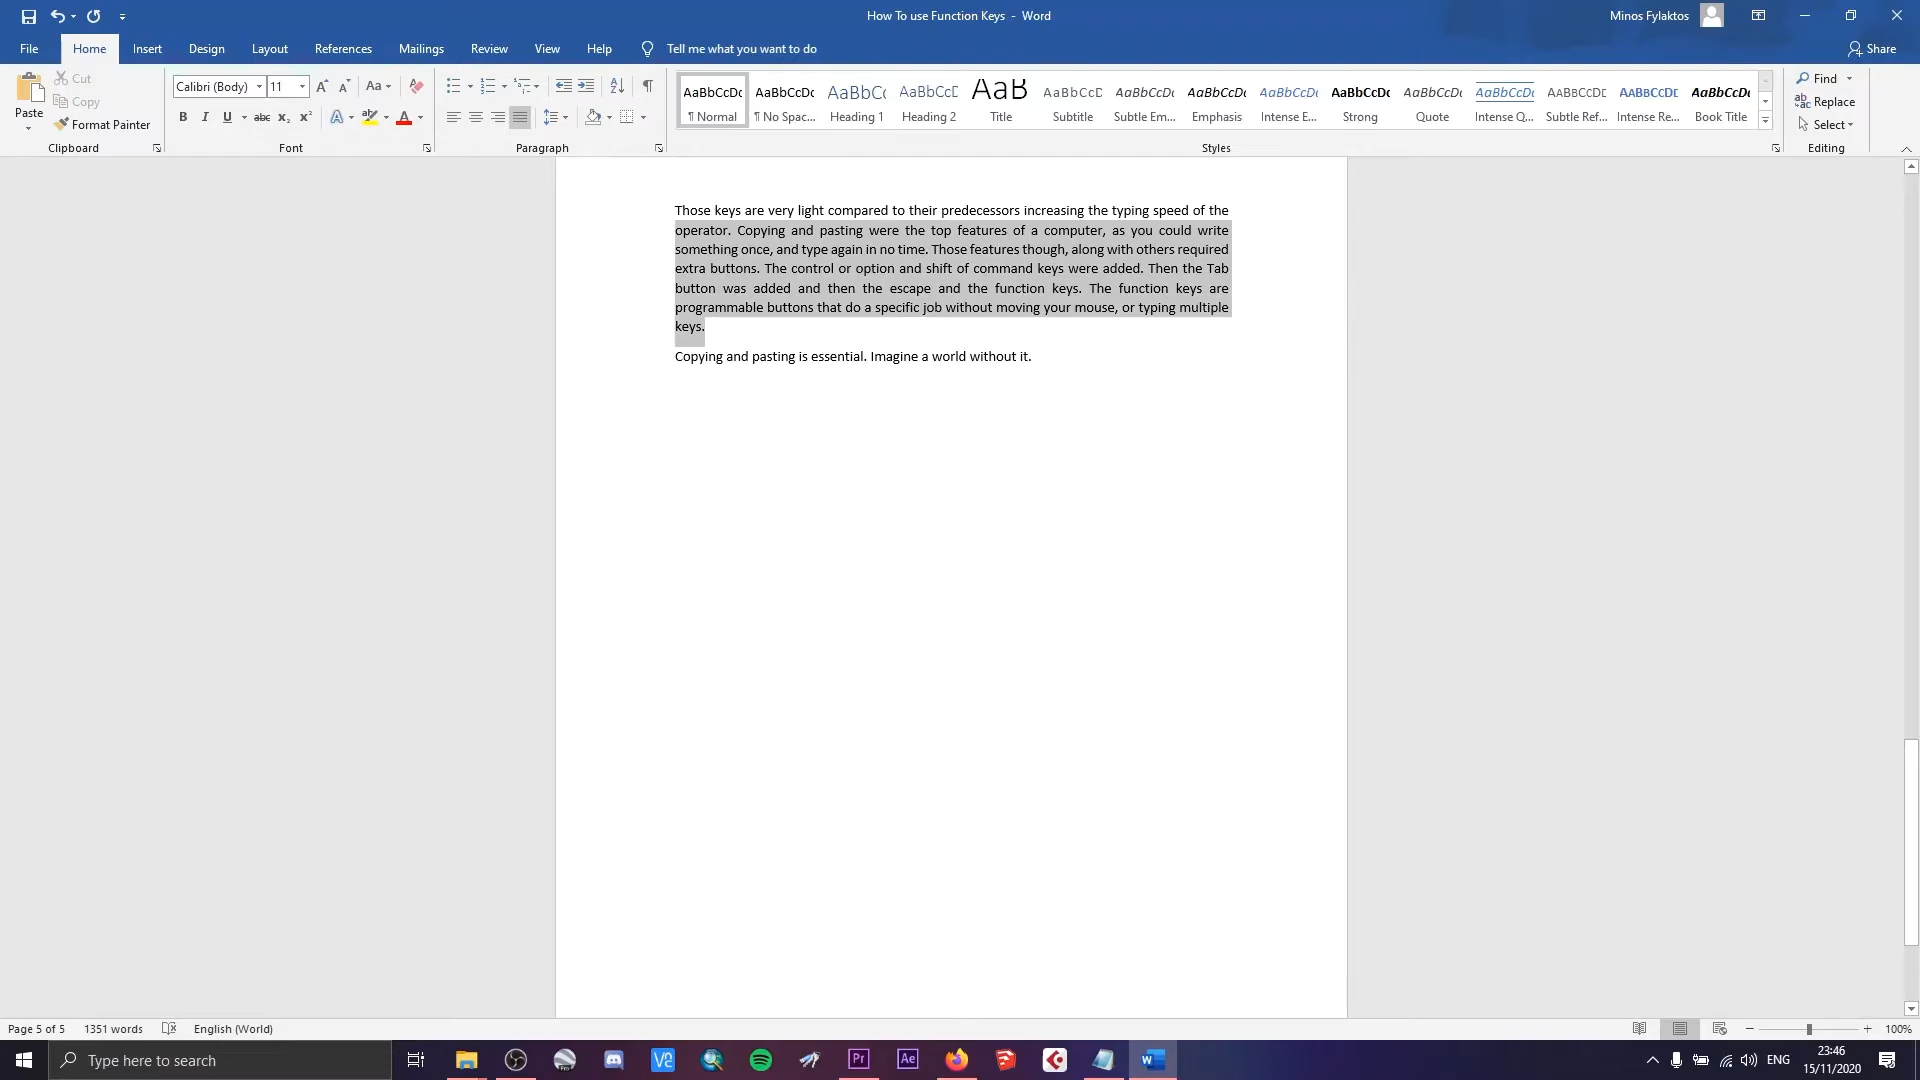 How To use Function Keys - Word
Minos Fylaktos
File Home Insert Design Layout References Mailings Review View Help Tell me what you want to do
Share
Paste
Cut
Copy
Format Painter
Clipboard
Calibri (Body) 11
Aa
B I U abc x₂ x² A A
Font
Paragraph
AaBbCcDc AaBbCcDc AaBbCc AaBbCcD AaB AaBbCcD AaBbCcDc AaBbCcDc AaBbCcDc AaBbCcDc AaBbCcDc AaBbCcDc AABBCCDE AABBCCDE AaBbCcDc
¶ Normal ¶ No Spac... Heading 1 Heading 2 Title Subtitle Subtle Em... Emphasis Intense E... Strong Quote Intense Q... Subtle Ref... Intense Re... Book Title
Styles
Find
Replace
Select
Editing
Those keys are very light compared to their predecessors increasing the typing speed of the
operator. Copying and pasting were the top features of a computer, as you could write
something once, and type again in no time. Those features though, along with others required
extra buttons. The control or option and shift of command keys were added. Then the Tab
button was added and then the escape and the function keys. The function keys are
programmable buttons that do a specific job without moving your mouse, or typing multiple
keys.
Copying and pasting is essential. Imagine a world without it.
Page 5 of 5 1351 words English (World)
100%
Type here to search
Pr Ae
ENG
23:46
15/11/2020